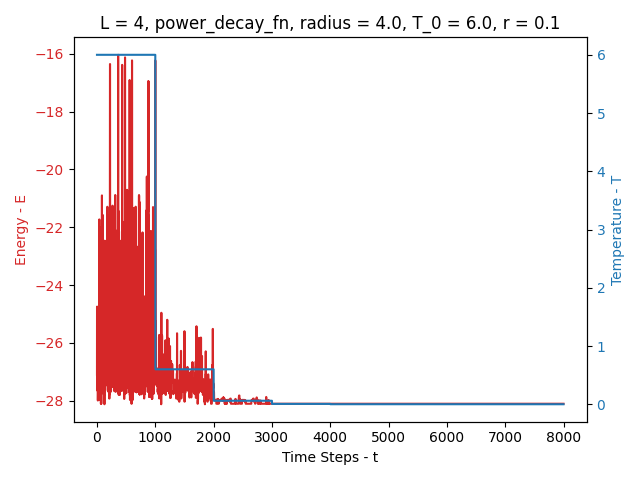 L = 4, power_decay_fn, radius = 4.0, T_0 = 6.0, r = 0.1
Energy - E
−16
−18
−20
−22
−24
−26
−28
6
5
4
3
2
1
0
Temperature - T
0 1000 2000 3000 4000 5000 6000 7000 8000
Time Steps - t